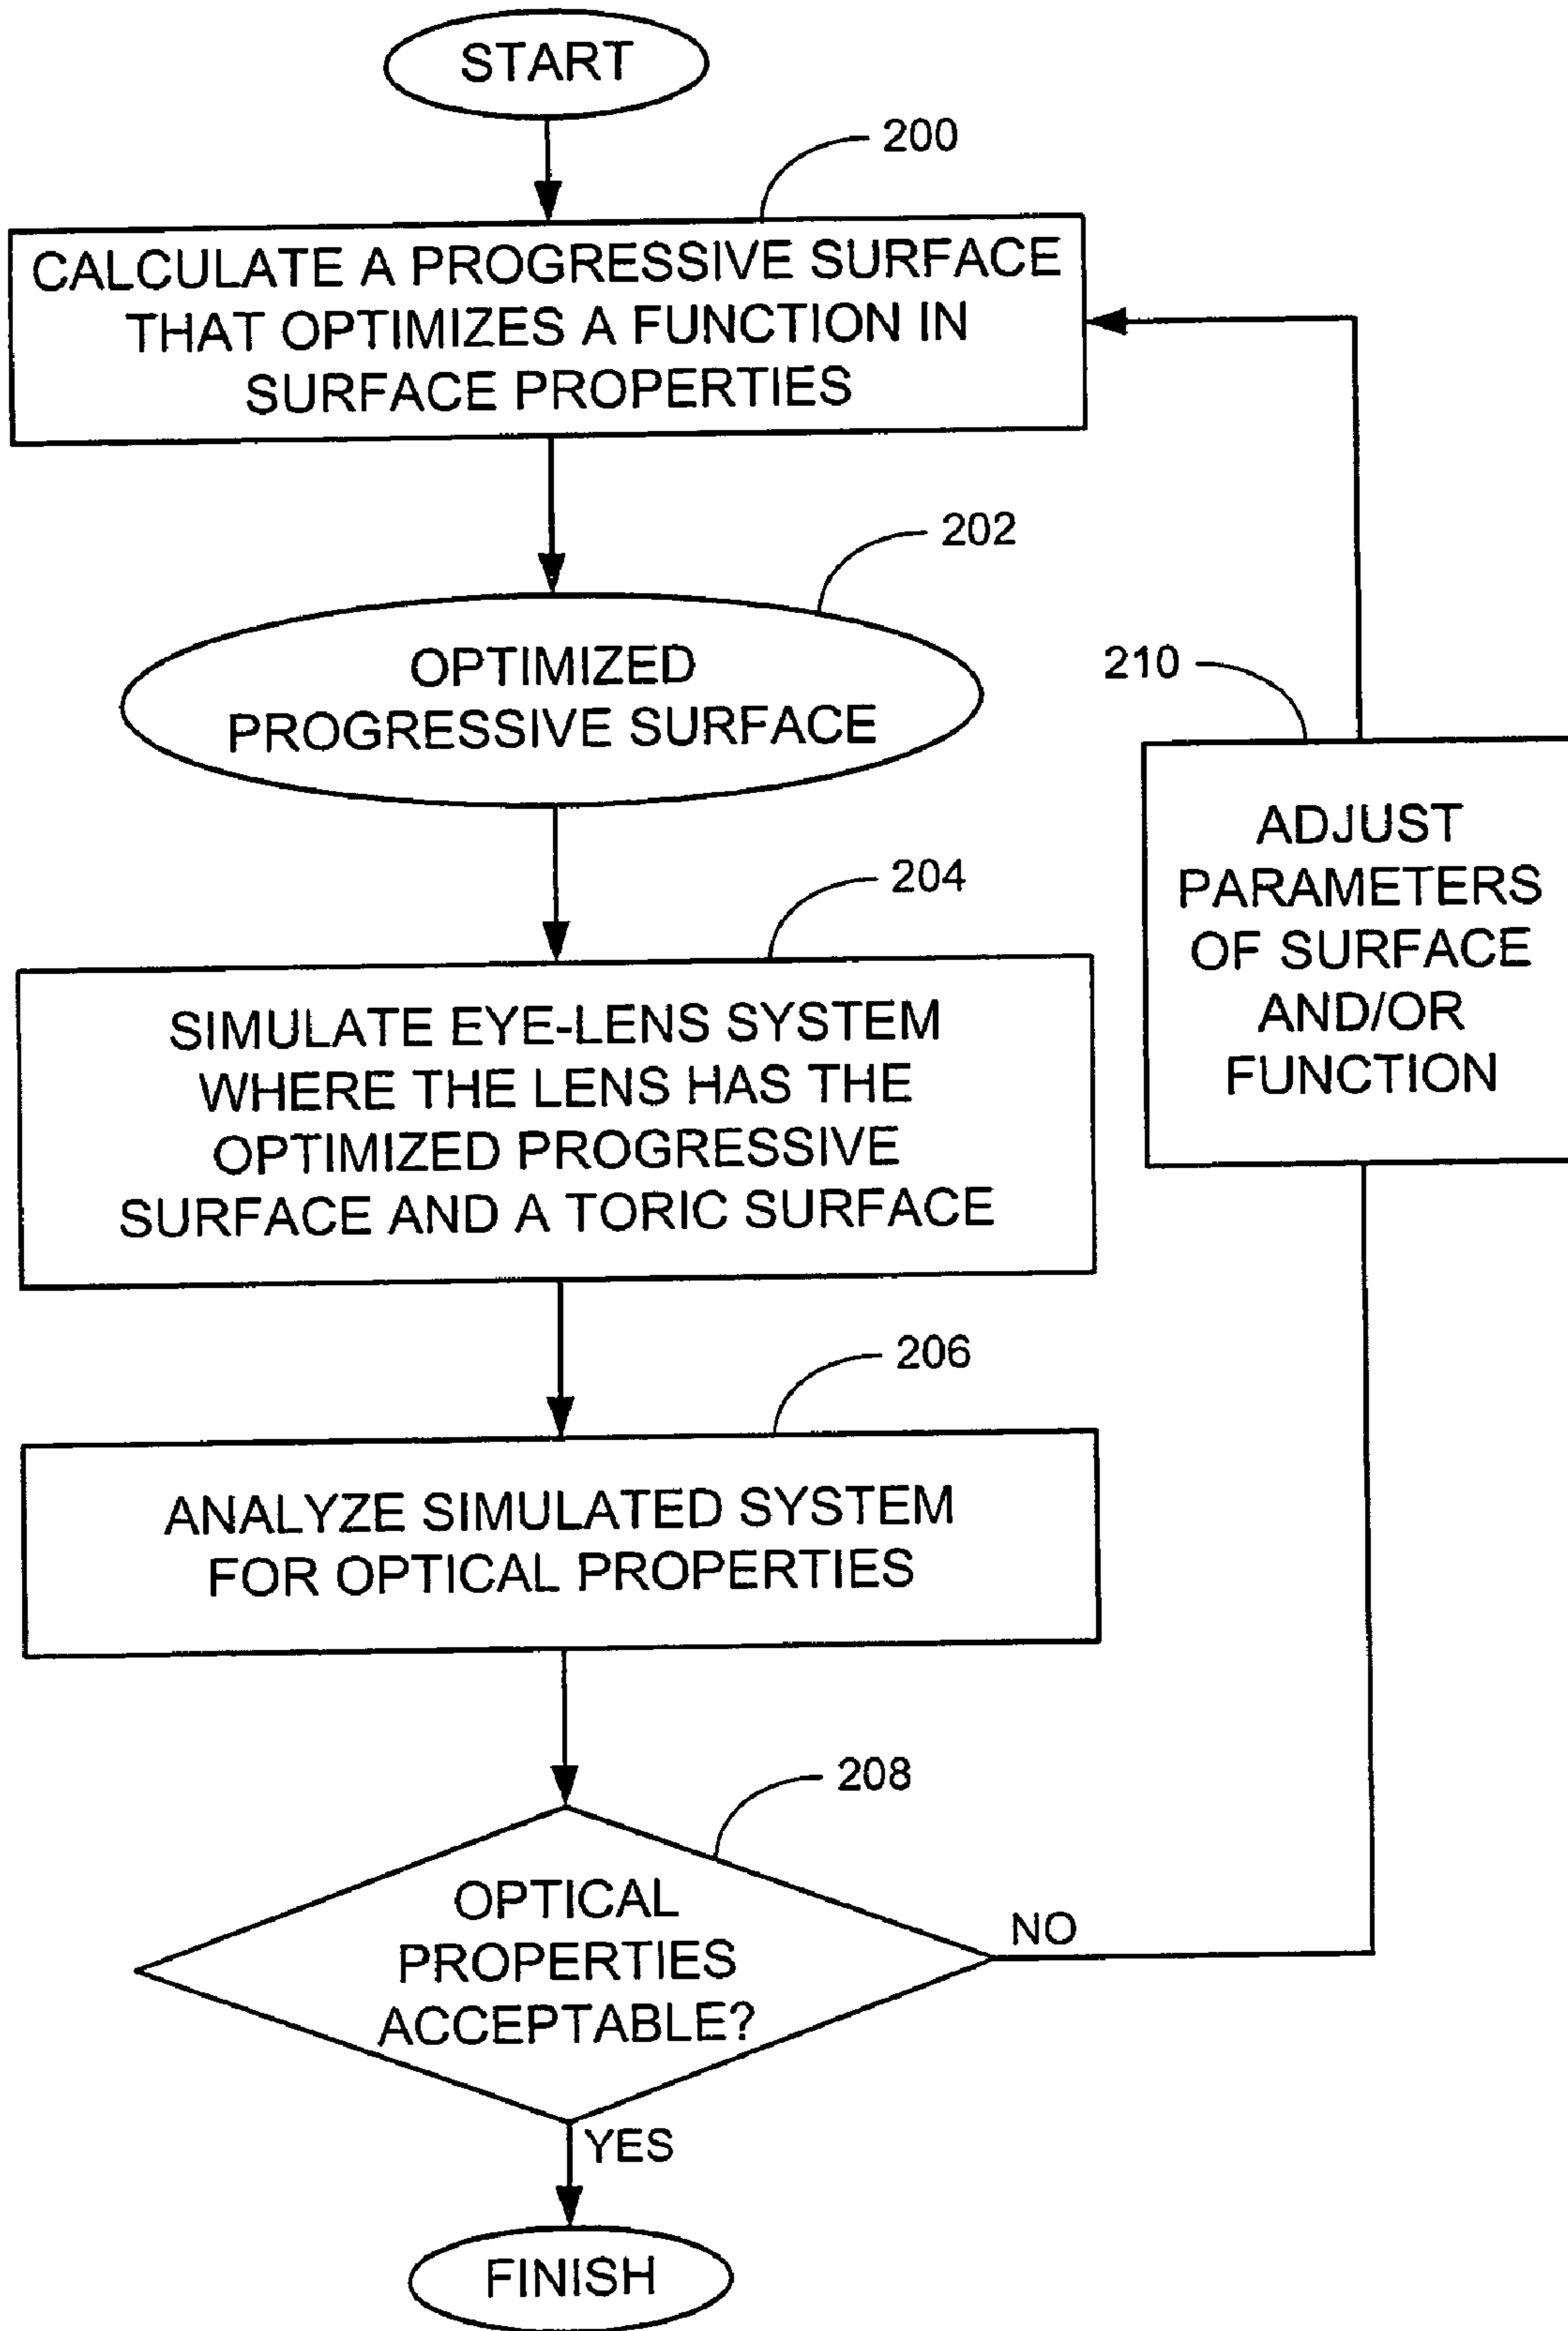 START
200
CALCULATE A PROGRESSIVE SURFACE
THAT OPTIMIZES A FUNCTION IN
SURFACE PROPERTIES
202
OPTIMIZED
PROGRESSIVE SURFACE
210
ADJUST
PARAMETERS
OF SURFACE
AND/OR
FUNCTION
204
SIMULATE EYE-LENS SYSTEM
WHERE THE LENS HAS THE
OPTIMIZED PROGRESSIVE
SURFACE AND A TORIC SURFACE
206
ANALYZE SIMULATED SYSTEM
FOR OPTICAL PROPERTIES
208
OPTICAL
PROPERTIES
ACCEPTABLE?
NO
YES
FINISH